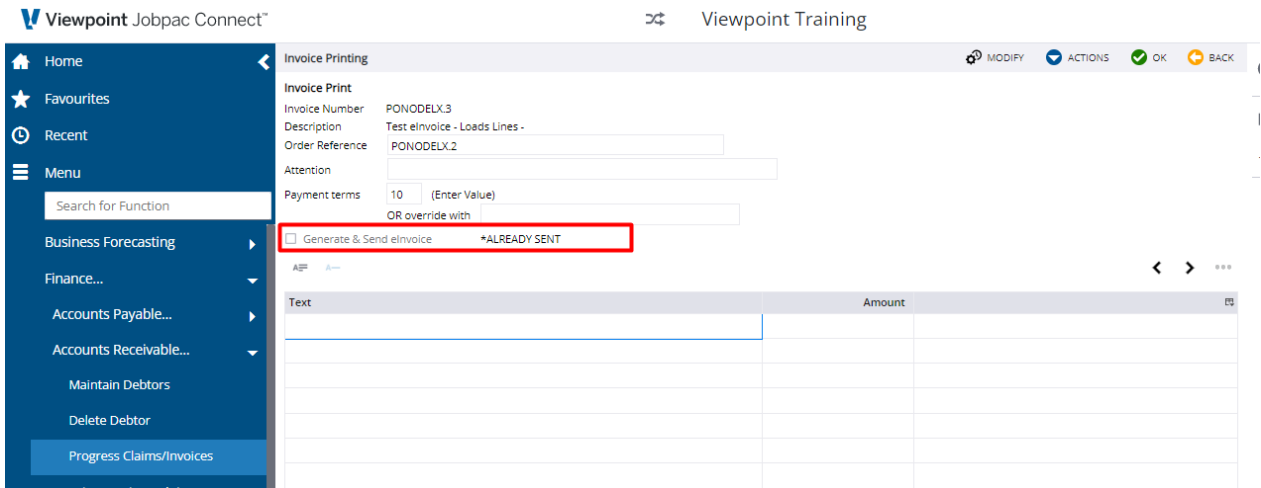 Viewpoint Jobpac Connect™
Viewpoint Training
Home
Favourites
Recent
Menu
Search for Function
Business Forecasting
Finance...
Accounts Payable...
Accounts Receivable...
Maintain Debtors
Delete Debtor
Progress Claims/Invoices
Invoice Printing
MODIFY ACTIONS OK BACK
Invoice Print
Invoice Number PONODELX.3
Description Test eInvoice - Loads Lines -
Order Reference PONODELX.2
Attention
Payment terms 10 (Enter Value)
OR override with
Generate & Send eInvoice *ALREADY SENT
Text Amount